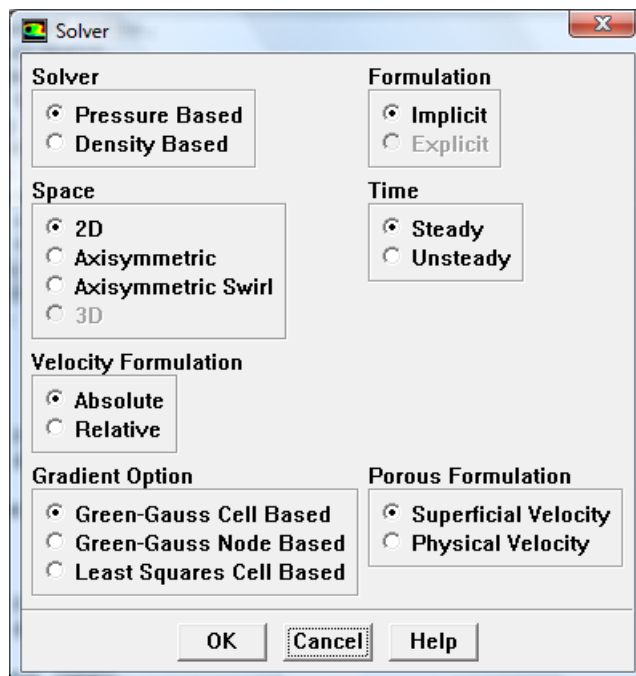 Solver
Solver
Pressure Based
Density Based
Formulation
Implicit
Explicit
Space
2D
Axisymmetric
Axisymmetric Swirl
3D
Time
Steady
Unsteady
Velocity Formulation
Absolute
Relative
Gradient Option
Green-Gauss Cell Based
Green-Gauss Node Based
Least Squares Cell Based
Porous Formulation
Superficial Velocity
Physical Velocity
OK
Cancel
Help